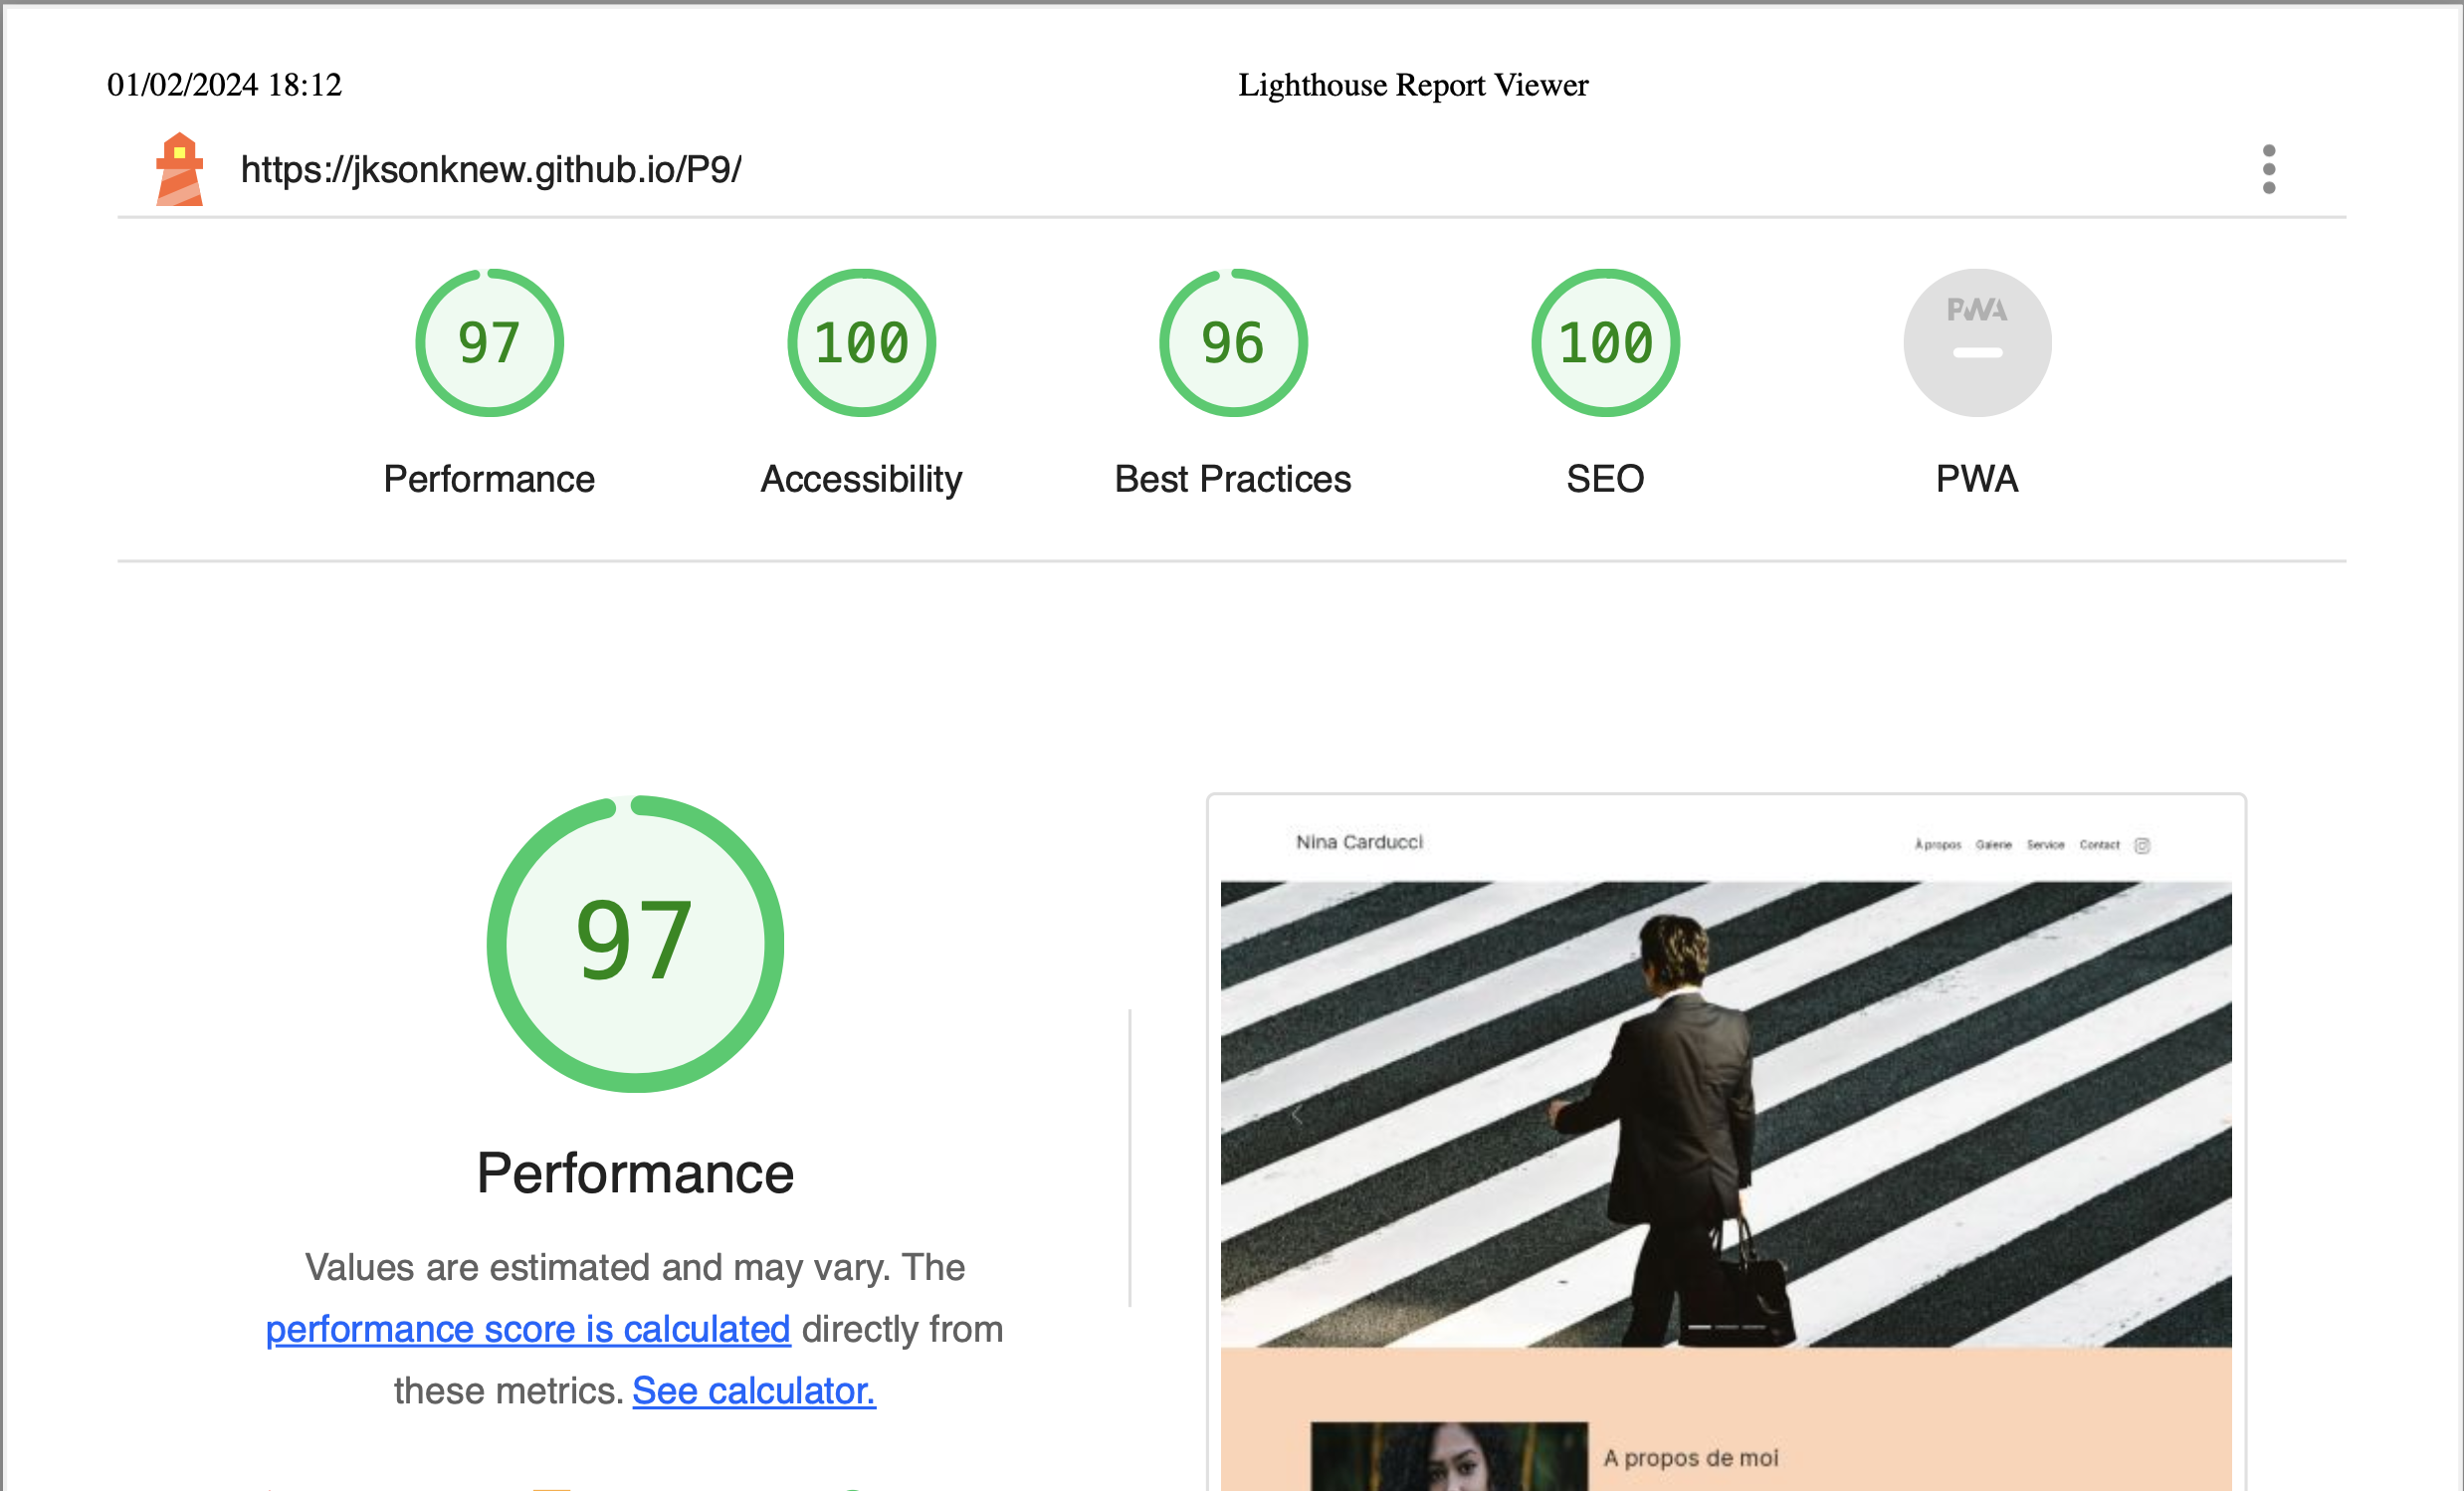 01/02/2024 18:12
Lighthouse Report Viewer
https://jksonknew.github.io/P9/
97
100
96
100
PWA
Performance
Accessibility
Best Practices
SEO
PWA
97
Performance
Values are estimated and may vary. The
performance score is calculated directly from
these metrics. See calculator.
Nina Carducci
À propos
Galerie
Service
Contact
A propos de moi